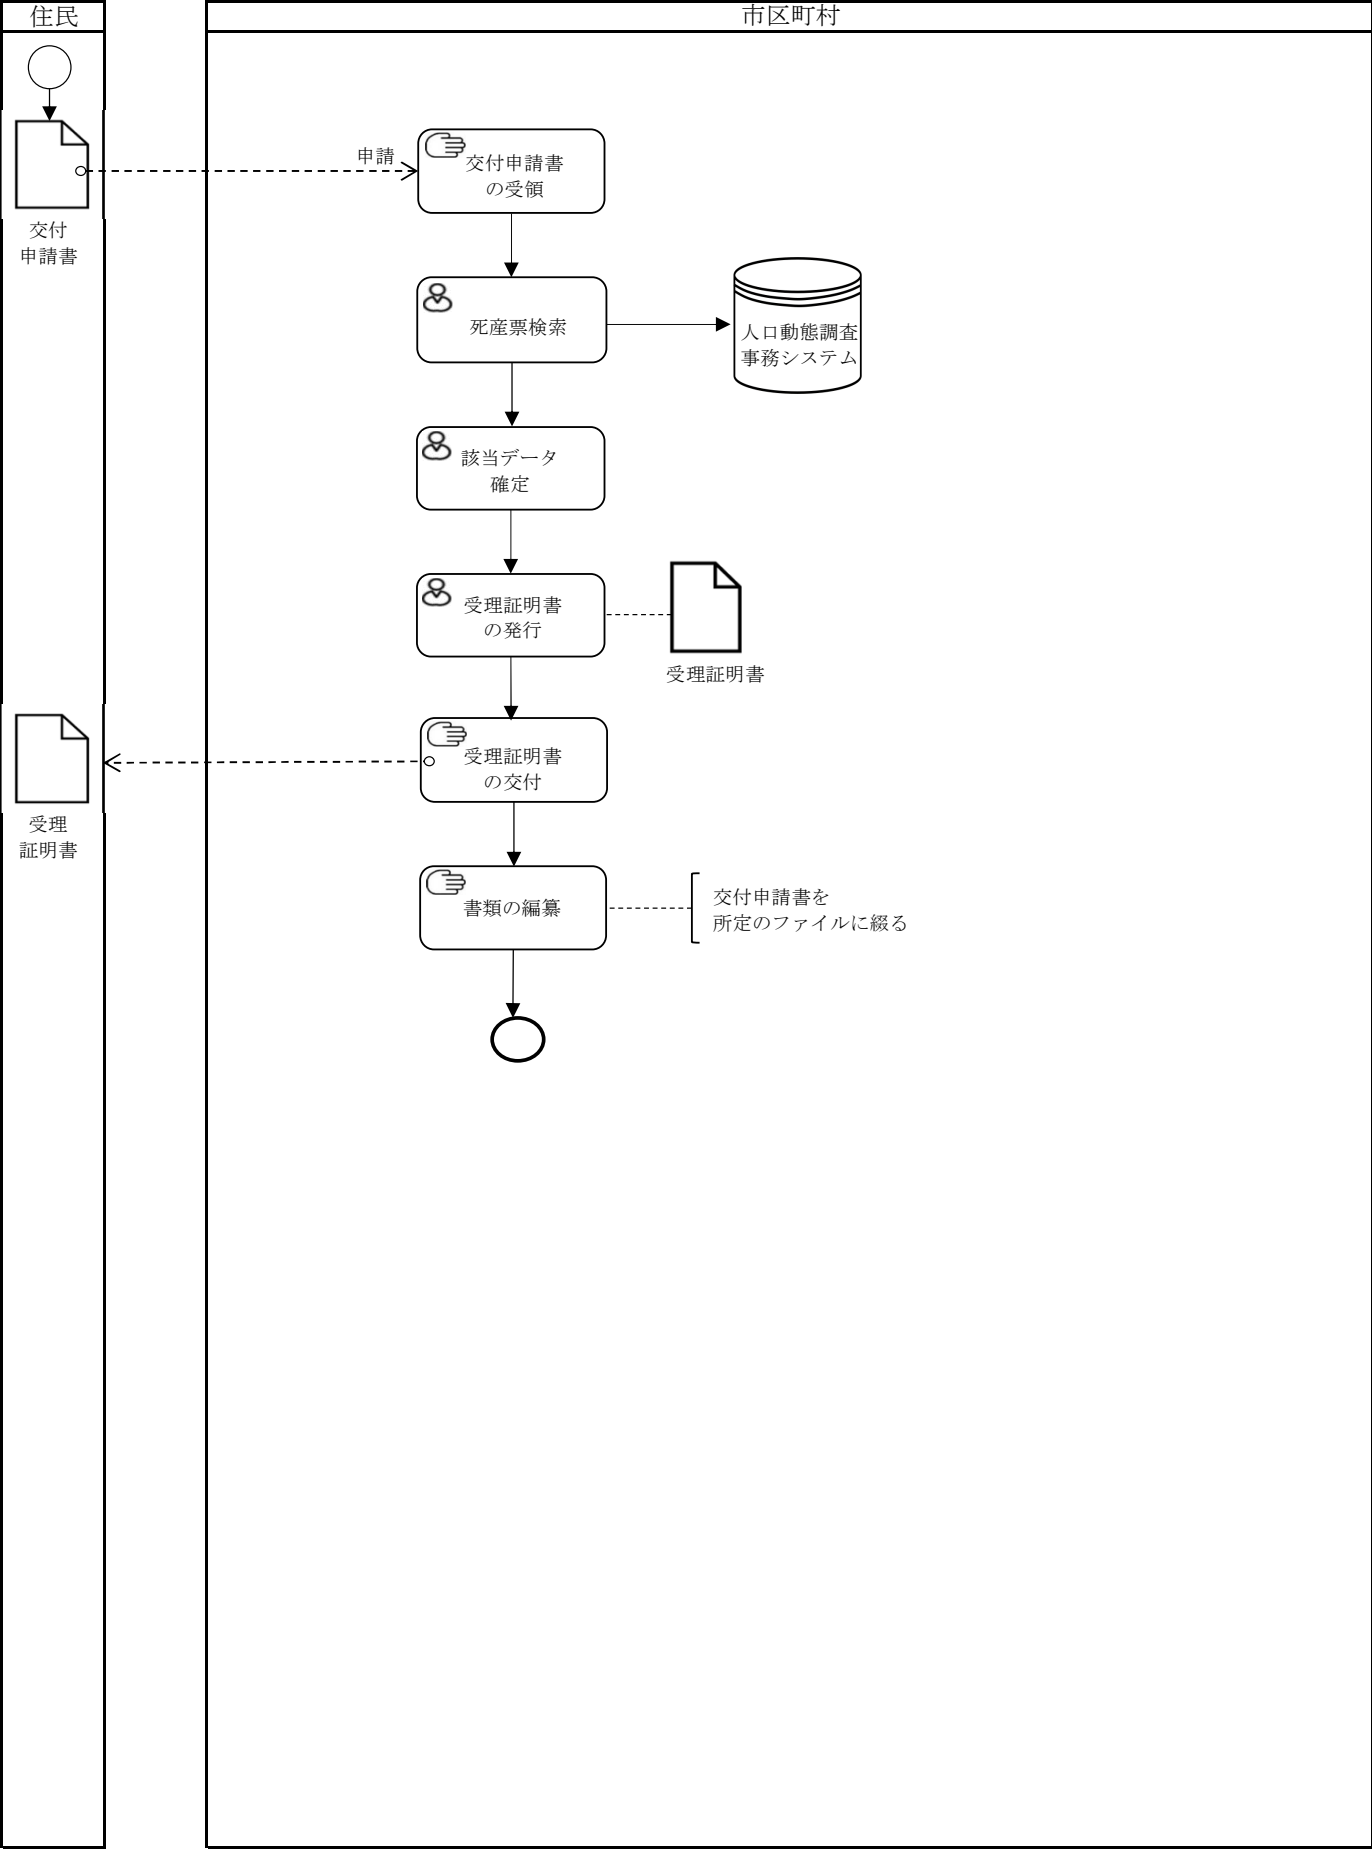 住民
市区町村
申請
交付申請書
の受領
交付
申請書
死産票検索
人口動態調査
事務システム
該当データ
確定
受理証明書
の発行
受理証明書
受理証明書
の交付
受理
証明書
書類の編纂
交付申請書を
所定のファイルに綴る